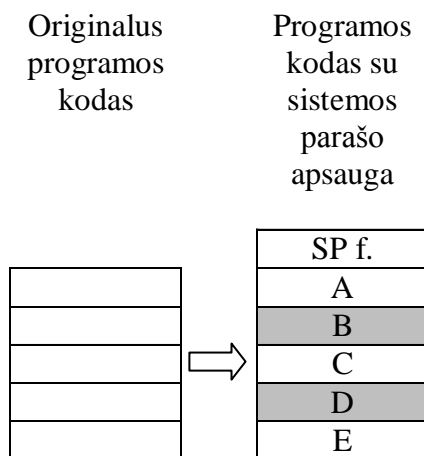 Originalus
programos
kodas
Programos
kodas su
sistemos
parašo
apsauga
SP f.
A
B
C
D
E